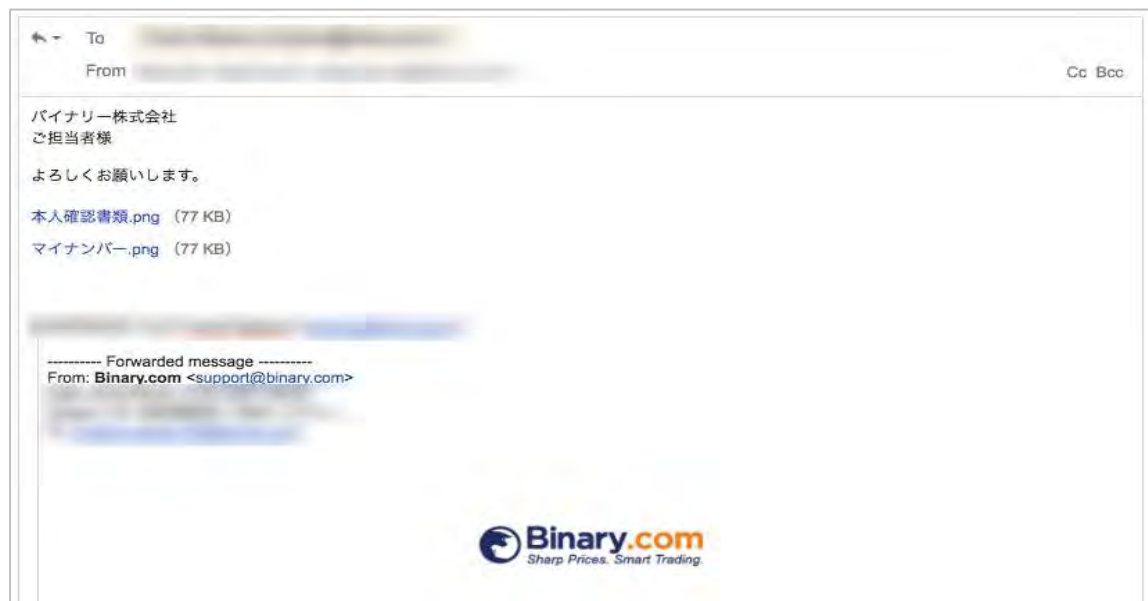 To
From
Cc Bcc
バイナリー株式会社
ご担当者様
よろしくお願いします。
本人確認書類.png (77 KB)
マイナンバー.png (77 KB)
---------- Forwarded message ----------
From: Binary.com <support@binary.com>
Binary.com
Sharp Prices. Smart Trading.